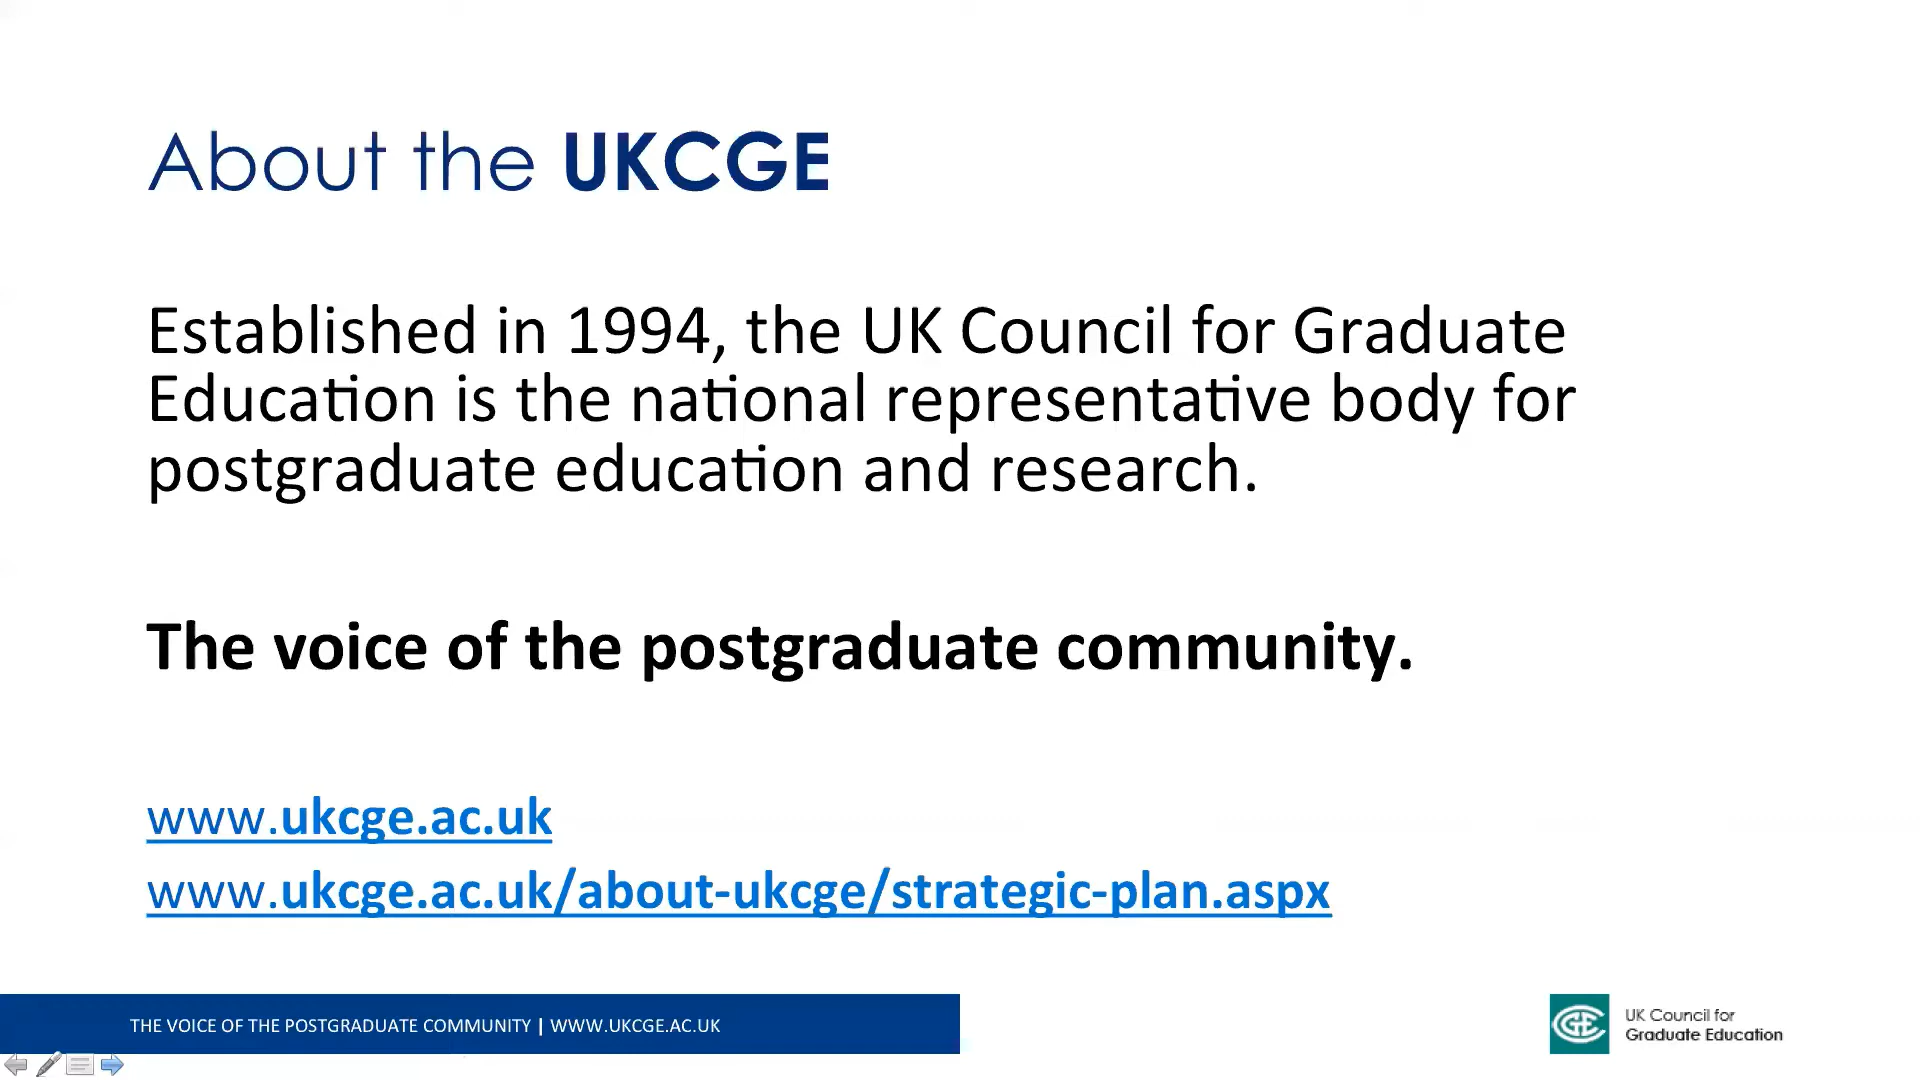 About the UKCGE
Established in 1994, the UK Council for Graduate
Education is the national representative body for
postgraduate education and research.
The voice of the postgraduate community.
www.ukcge.ac.uk
www.ukcge.ac.uk/about-ukcge/strategic-plan.aspx
THE VOICE OF THE POSTGRADUATE COMMUNITY | WWW.UKCGE.AC.UK
UK Council for
Graduate Education